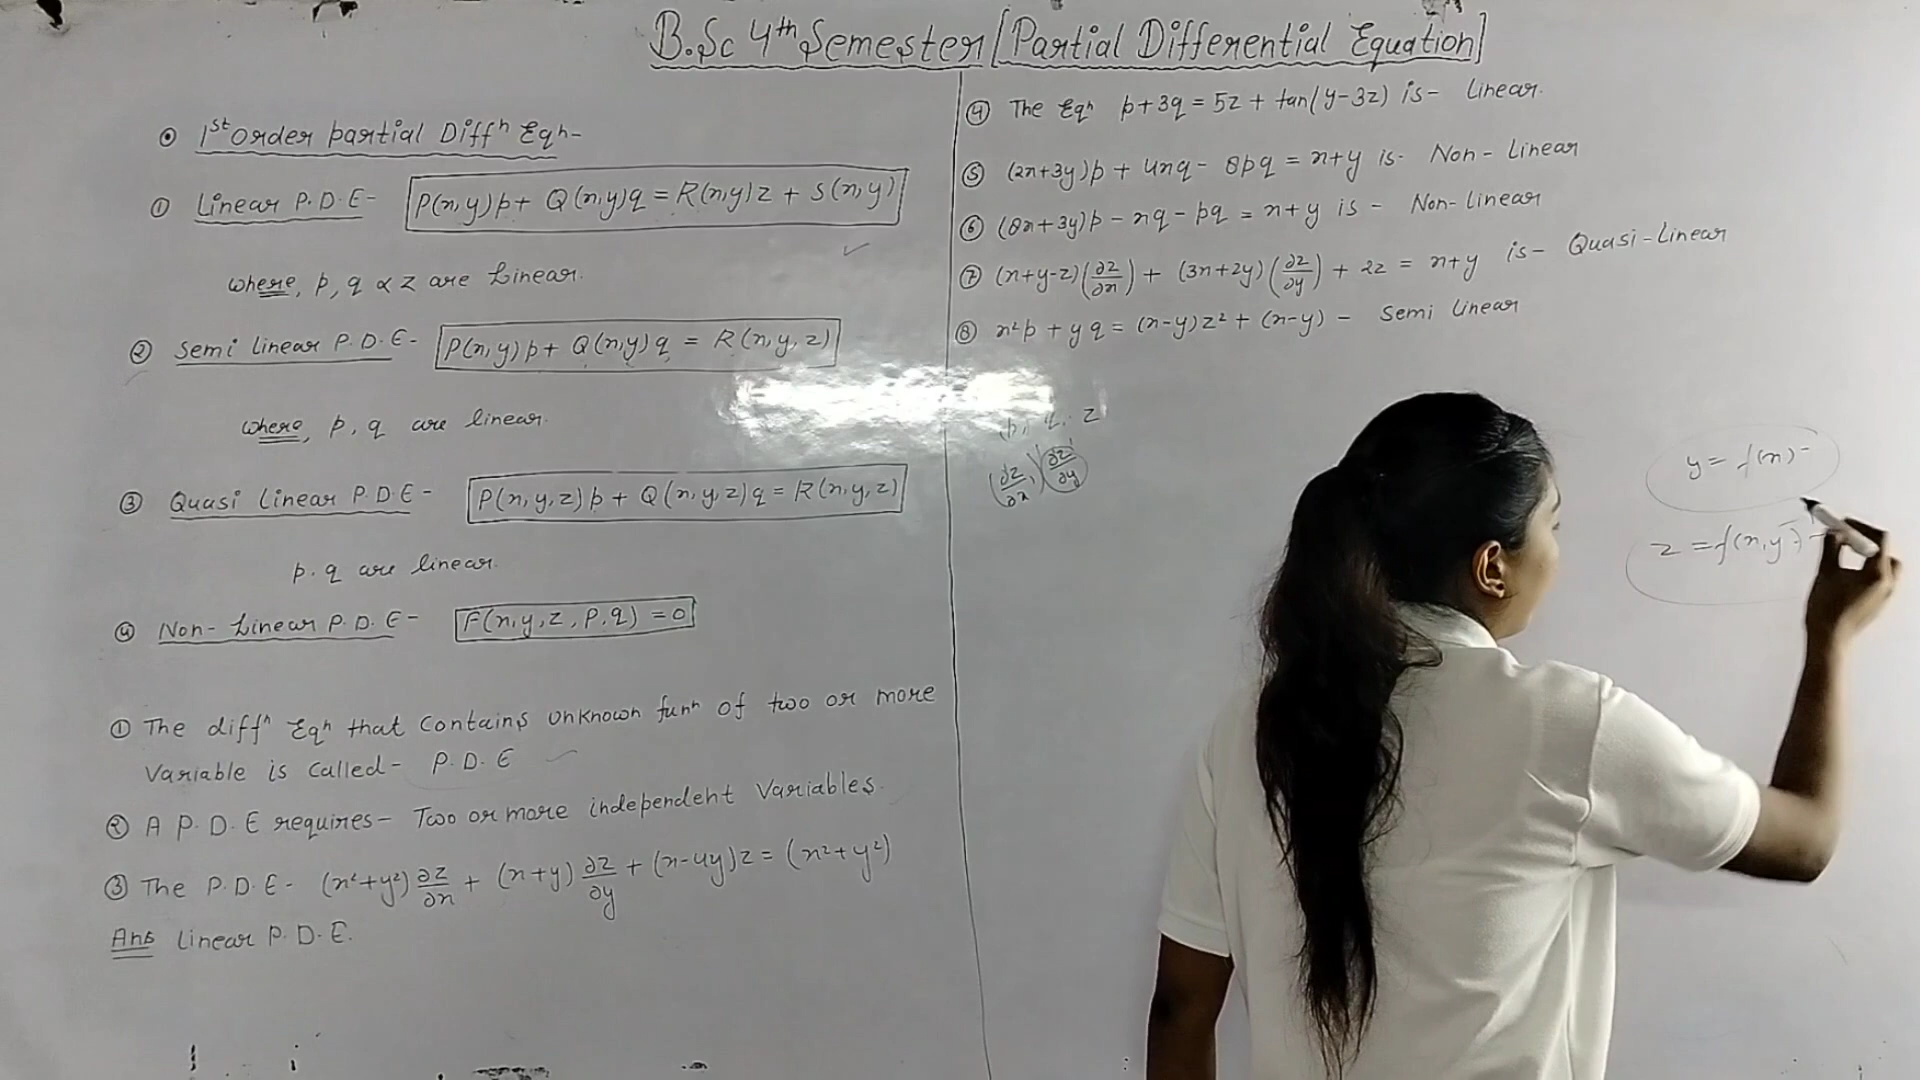 B.Sc 4th Semester [Partial Differential Equation]
1st Order partial Diffn Eqn-
① Linear P.D.E- P(x,y)p + Q(x,y)q = R(x,y)z + S(x,y)
where, p, q & z are Linear.
② Semi linear P.D.E- P(x,y)p + Q(x,y)q = R(x,y,z)
where, p, q are linear.
③ Quasi Linear P.D.E- P(x,y,z)p + Q(x,y,z)q = R(x,y,z)
p. q are linear.
④ Non-Linear P.D.E- F(x,y,z,p,q) = 0
① The diffn Eqn that Contains Unknown funn of two or more
Variable is Called- P.D.E
② A P.D.E requires- Two or more independent Variables.
③ The P.D.E- (x²+y²) ∂z/∂x + (x+y) ∂z/∂y + (x-4y)z = (x²+y²)
Ans Linear P.D.E.
④ The Eqn p+3q = 5z + tan(y-3z) is- Linear.
⑤ (2x+3y)p + 4xq - 8pq = x+y is- Non-Linear
⑥ (8x+3y)p - xq - pq = x+y is- Non-linear
⑦ (x+y-z)(∂z/∂x) + (3x+2y)(∂z/∂y) + 2z = x+y is- Quasi-Linear
⑧ x²p + yq = (x-y)z² + (x-y) - Semi Linear
p, q, z
(∂z/∂x) (∂z/∂y)
y = f(x) -
z = f(x,y) -